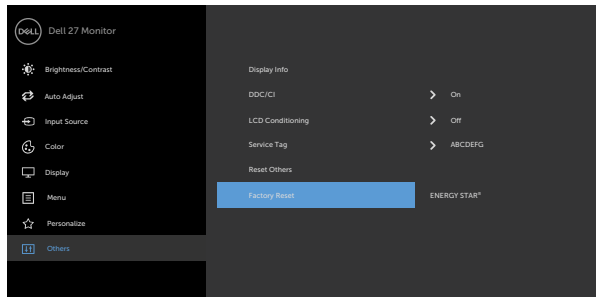 DELL Dell 27 Monitor
Brightness/Contrast
Auto Adjust
Input Source
Color
Display
Menu
Personalize
Others
Display Info
DDC/CI > On
LCD Conditioning > Off
Service Tag > ABCDEFG
Reset Others
Factory Reset ENERGY STAR®